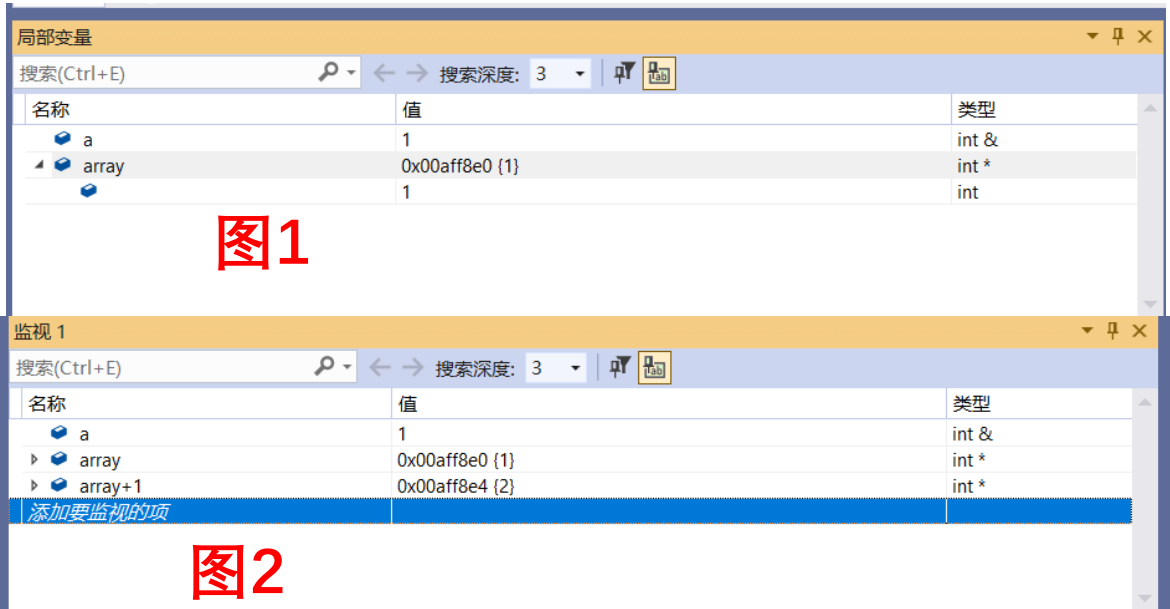 局部变量
搜索(Ctrl+E) 搜索深度: 3
名称 值 类型
a 1 int &
array 0x00aff8e0 {1} int *
1 int
图1
监视 1
搜索(Ctrl+E) 搜索深度: 3
名称 值 类型
a 1 int &
array 0x00aff8e0 {1} int *
array+1 0x00aff8e4 {2} int *
添加要监视的项
图2